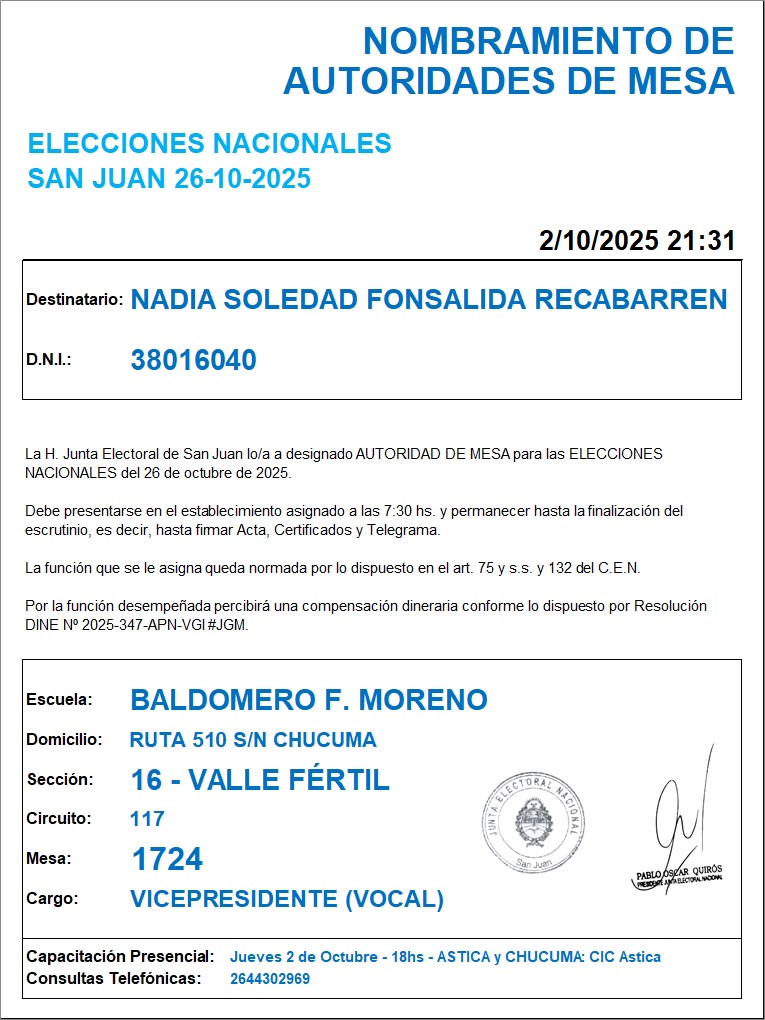 NOMBRAMIENTO DE
AUTORIDADES DE MESA
ELECCIONES NACIONALES
SAN JUAN 26-10-2025
2/10/2025 21:31
Destinatario: NADIA SOLEDAD FONSALIDA RECABARREN
D.N.I.: 38016040
La H. Junta Electoral de San Juan lo/a a designado AUTORIDAD DE MESA para las ELECCIONES
NACIONALES del 26 de octubre de 2025.
Debe presentarse en el establecimiento asignado a las 7:30 hs. y permanecer hasta la finalización del
escrutinio, es decir, hasta firmar Acta, Certificados y Telegrama.
La función que se le asigna queda normada por lo dispuesto en el art. 75 y s.s. y 132 del C.E.N.
Por la función desempeñada percibirá una compensación dineraria conforme lo dispuesto por Resolución
DINE Nº 2025-347-APN-VGI#JGM.
Escuela: BALDOMERO F. MORENO
Domicilio: RUTA 510 S/N CHUCUMA
Sección: 16 - VALLE FÉRTIL
Circuito: 117
Mesa: 1724
Cargo: VICEPRESIDENTE (VOCAL)
JUNTA ELECTORAL NACIONAL
San Juan
PABLO OSCAR QUIRÓS
PRESIDENTE JUNTA ELECTORAL NACIONAL
Capacitación Presencial: Jueves 2 de Octubre - 18hs - ASTICA y CHUCUMA: CIC Astica
Consultas Telefónicas: 2644302969